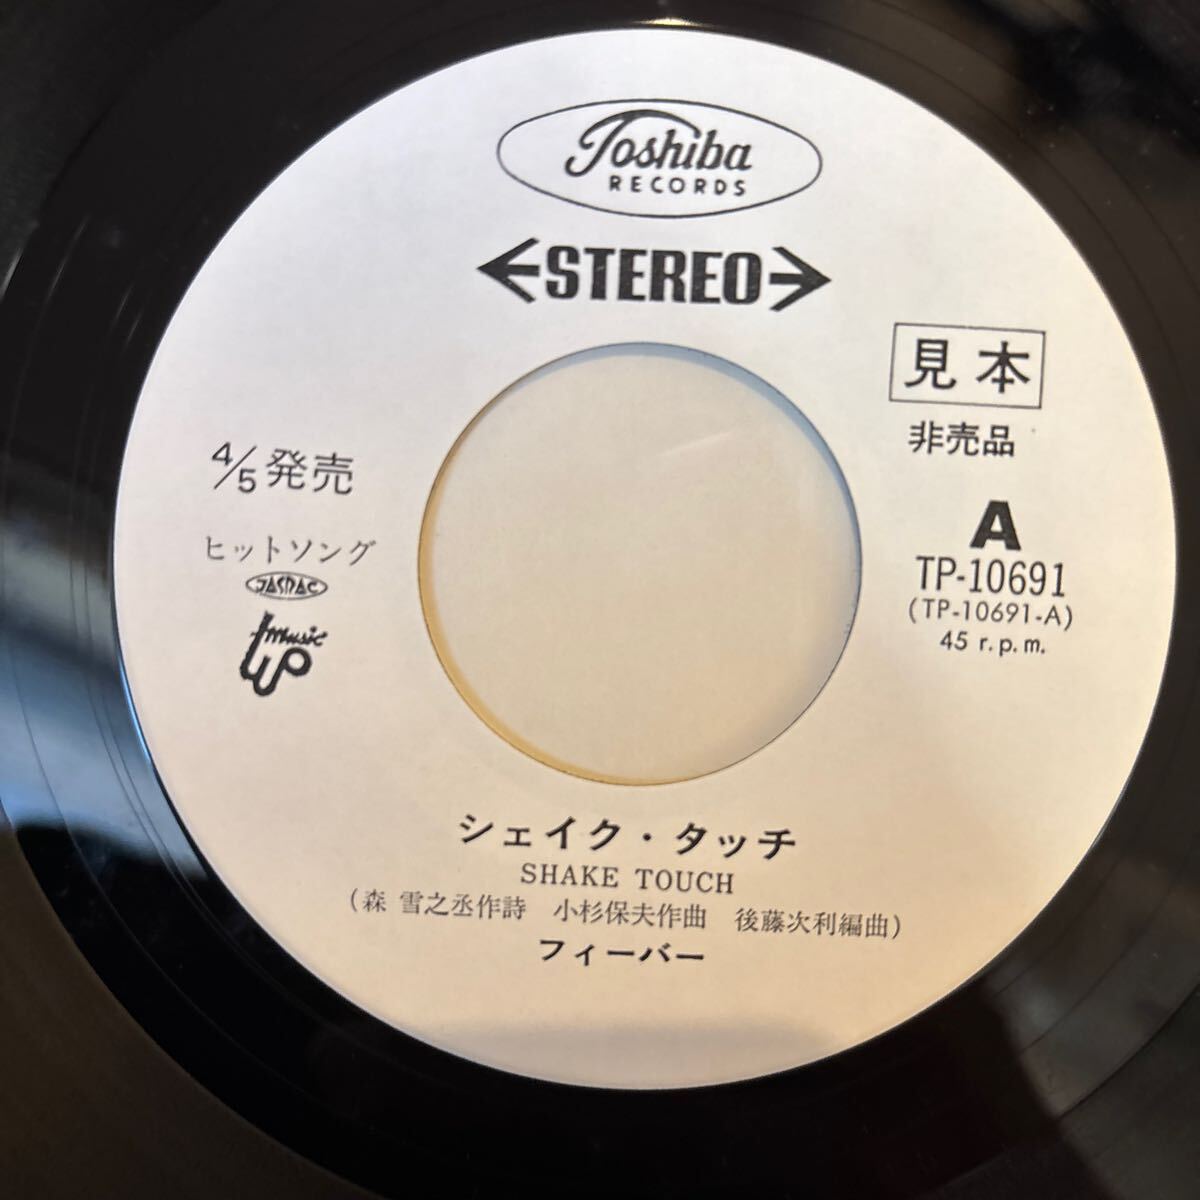 Toshiba
RECORDS
STEREO
見本
非売品
4/5発売
ヒットソング
JASRAC
music
UP
A
TP-10691
(TP-10691-A)
45 r.p.m.
シェイク・タッチ
SHAKE TOUCH
(森 雪之丞作詩 小杉保夫作曲 後藤次利編曲)
フィーバー